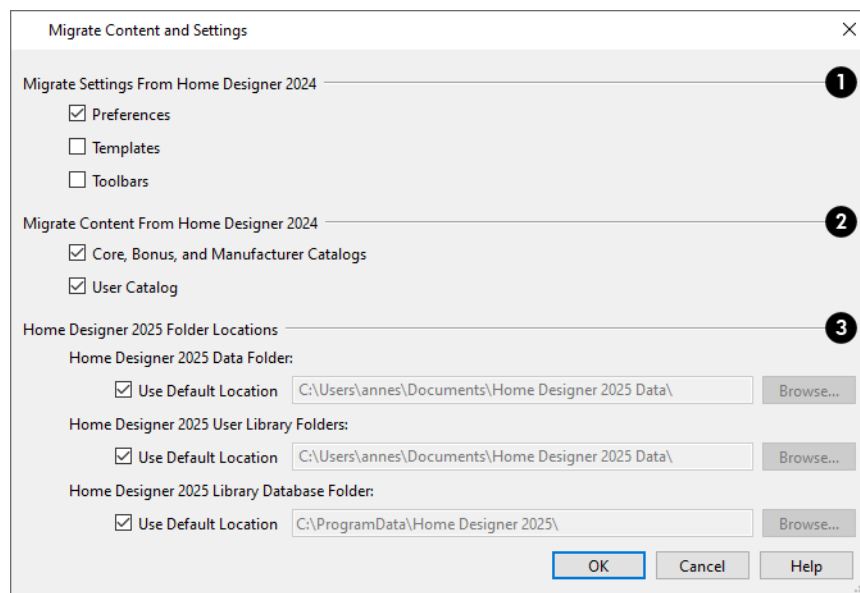 Migrate Content and Settings
Migrate Settings From Home Designer 2024 1
Preferences
Templates
Toolbars
Migrate Content From Home Designer 2024 2
Core, Bonus, and Manufacturer Catalogs
User Catalog
Home Designer 2025 Folder Locations 3
Home Designer 2025 Data Folder:
Use Default Location C:\Users\annes\Documents\Home Designer 2025 Data\ Browse...
Home Designer 2025 User Library Folders:
Use Default Location C:\Users\annes\Documents\Home Designer 2025 Data\ Browse...
Home Designer 2025 Library Database Folder:
Use Default Location C:\ProgramData\Home Designer 2025\ Browse...
OK Cancel Help